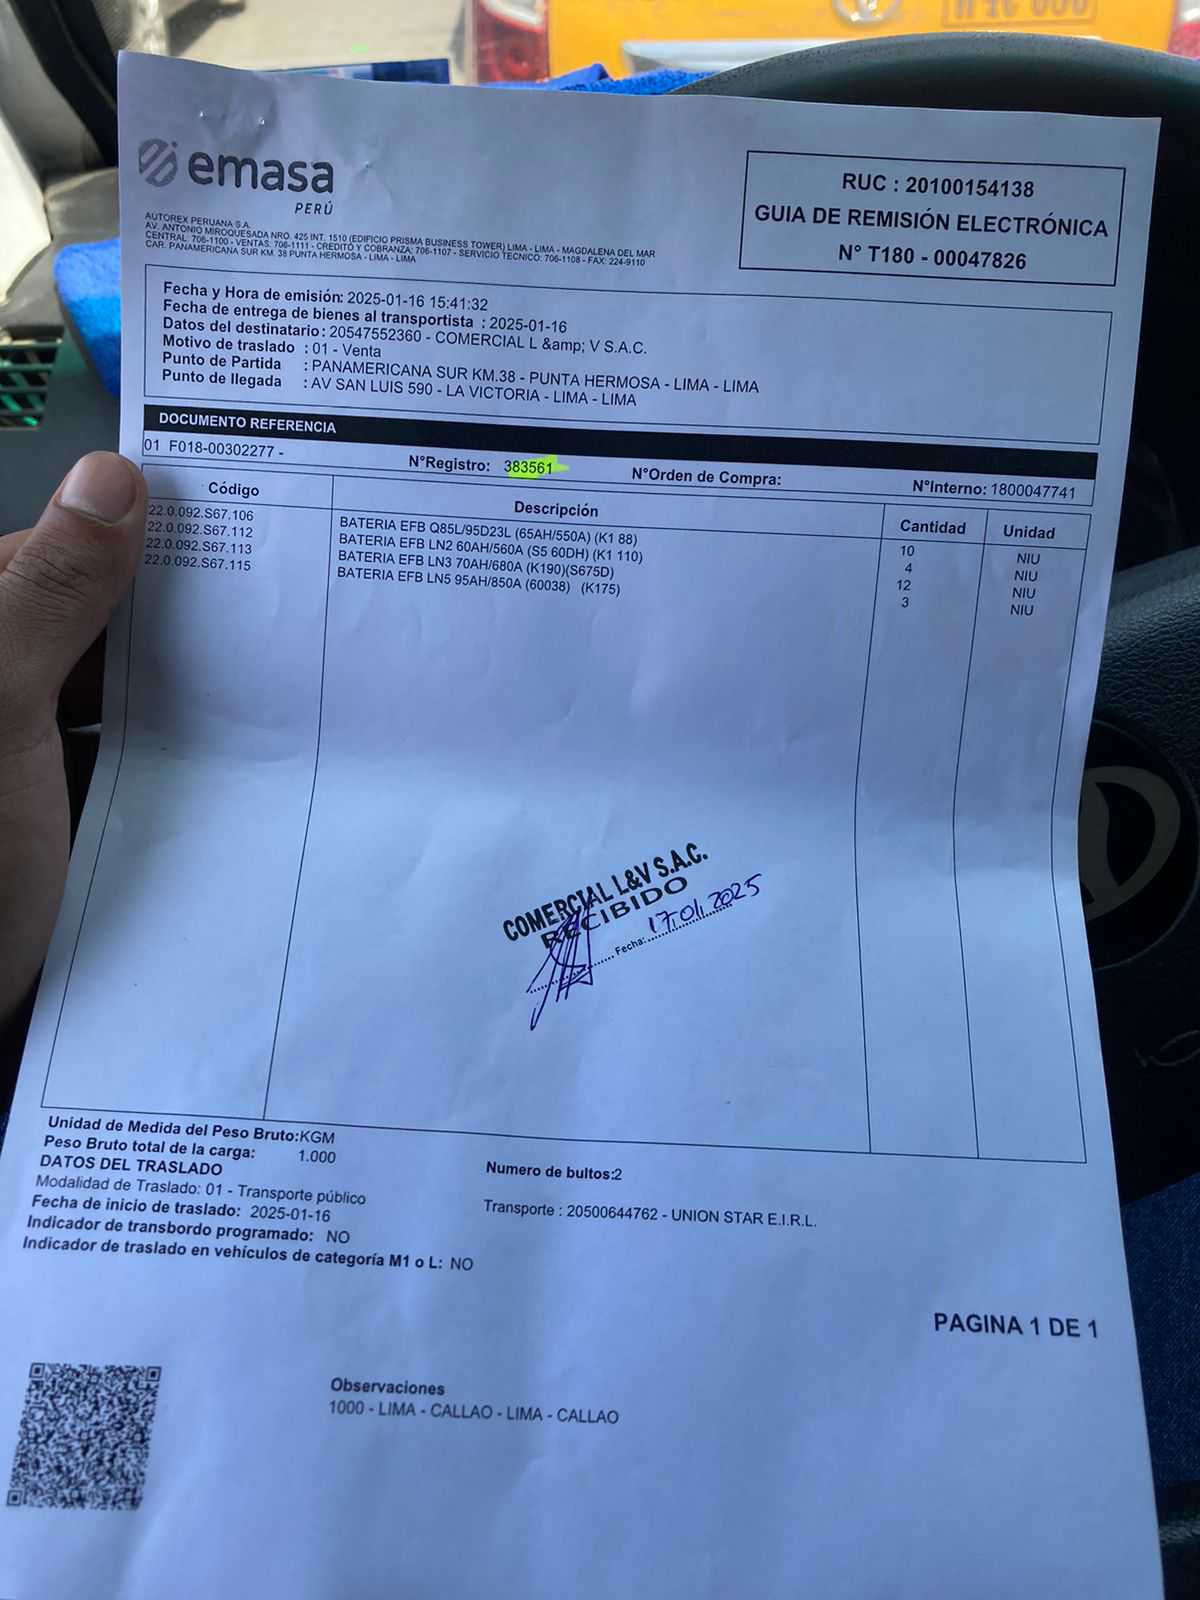 emasa
PERÚ
AUTOREX PERUANA S.A.
AV. ANTONIO MIROQUESADA NRO. 425 INT. 1510 (EDIFICIO PRISMA BUSINESS TOWER) LIMA - LIMA - MAGDALENA DEL MAR
CENTRAL: 706-1100 - VENTAS: 706-1111 - CREDITO Y COBRANZA: 706-1107 - SERVICIO TECNICO: 706-1108 - FAX: 224-9110
CAR. PANAMERICANA SUR KM. 38 PUNTA HERMOSA - LIMA - LIMA
RUC : 20100154138
GUIA DE REMISIÓN ELECTRÓNICA
N° T180 - 00047826
Fecha y Hora de emisión: 2025-01-16 15:41:32
Fecha de entrega de bienes al transportista : 2025-01-16
Datos del destinatario : 20547552360 - COMERCIAL L &amp; V S.A.C.
Motivo de traslado : 01 - Venta
Punto de Partida : PANAMERICANA SUR KM.38 - PUNTA HERMOSA - LIMA - LIMA
Punto de llegada : AV SAN LUIS 590 - LA VICTORIA - LIMA - LIMA
DOCUMENTO REFERENCIA
01 F018-00302277 - N°Registro: 383561 N°Orden de Compra: N°Interno: 1800047741
Código Descripción Cantidad Unidad
22.0.092.S67.106 BATERIA EFB Q85L/95D23L (65AH/550A) (K1 88) 10 NIU
22.0.092.S67.112 BATERIA EFB LN2 60AH/560A (S5 60DH) (K1 110) 4 NIU
22.0.092.S67.113 BATERIA EFB LN3 70AH/680A (K190)(S675D) 12 NIU
22.0.092.S67.115 BATERIA EFB LN5 95AH/850A (60038) (K175) 3 NIU
COMERCIAL L&V S.A.C.
RECIBIDO
Fecha: 17.01.2025
Unidad de Medida del Peso Bruto:KGM
Peso Bruto total de la carga: 1.000
Numero de bultos:2
DATOS DEL TRASLADO
Modalidad de Traslado: 01 - Transporte público
Transporte : 20500644762 - UNION STAR E.I.R.L.
Fecha de inicio de traslado: 2025-01-16
Indicador de transbordo programado: NO
Indicador de traslado en vehículos de categoría M1 o L: NO
PAGINA 1 DE 1
Observaciones
1000 - LIMA - CALLAO - LIMA - CALLAO